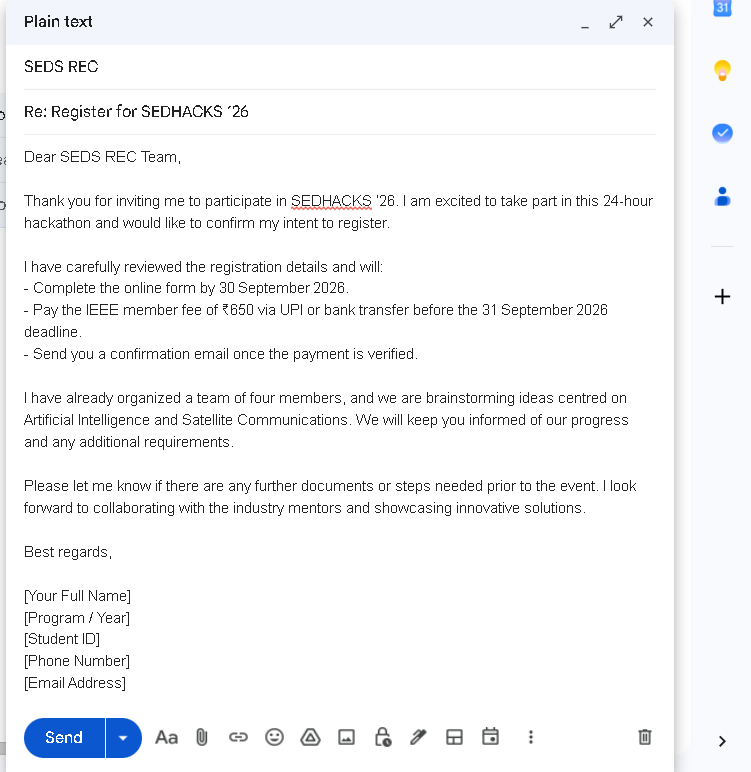 Plain text
31
SEDS REC
Re: Register for SEDHACKS ´26
Dear SEDS REC Team,
Thank you for inviting me to participate in SEDHACKS '26. I am excited to take part in this 24-hour
hackathon and would like to confirm my intent to register.
I have carefully reviewed the registration details and will:
- Complete the online form by 30 September 2026.
- Pay the IEEE member fee of ₹650 via UPI or bank transfer before the 31 September 2026
deadline.
- Send you a confirmation email once the payment is verified.
I have already organized a team of four members, and we are brainstorming ideas centred on
Artificial Intelligence and Satellite Communications. We will keep you informed of our progress
and any additional requirements.
Please let me know if there are any further documents or steps needed prior to the event. I look
forward to collaborating with the industry mentors and showcasing innovative solutions.
Best regards,
[Your Full Name]
[Program / Year]
[Student ID]
[Phone Number]
[Email Address]
Send Aa